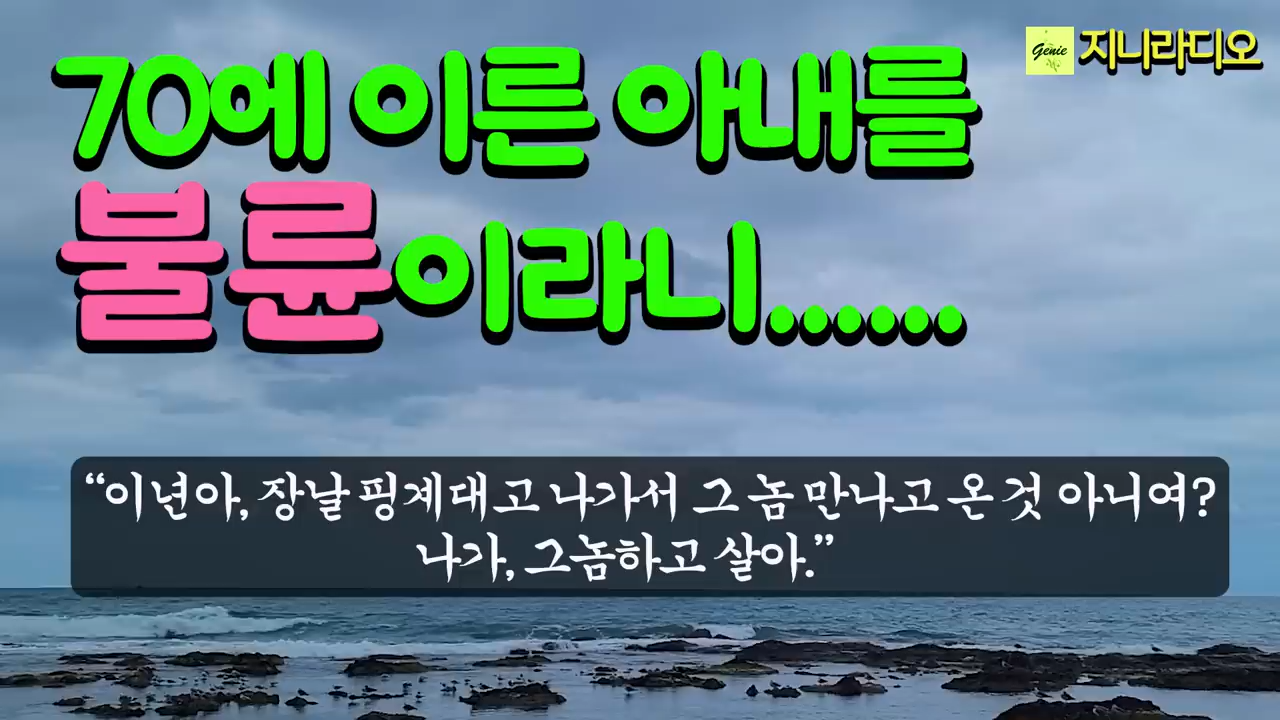 Genie 지니라디오
70에 이른 아내를
불륜이라니......
“이년아, 장날 핑계대고 나가서 그 놈 만나고 온 것 아니여?
나가, 그놈하고 살아.”